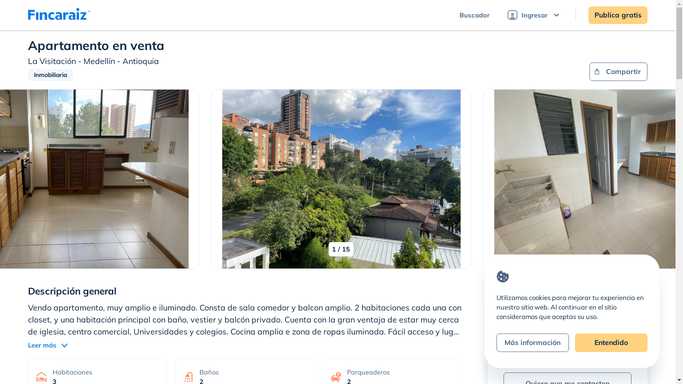 Fincaraiz
Buscador
Ingresar
Publica gratis
Apartamento en venta
La Visitación - Medellín - Antioquia
Inmobiliaria
Compartir
1 / 15
Descripción general
Vendo apartamento, muy amplio e iluminado. Consta de sala comedor y balcon amplio. 2 habitaciones cada una con
closet, y una habitación principal con baño, vestier y balcón privado. Cuenta con la gran ventaja de estar muy cerca
de iglesia, centro comercial, Universidades y colegios. Cocina amplia e zona de ropas iluminada. Fácil acceso y lug...
Leer más
Habitaciones
3
Baños
2
Parqueaderos
2
Utilizamos cookies para mejorar tu experiencia en
nuestro sitio web. Al continuar en el sitio
consideramos que aceptas su uso.
Más información
Entendido
Quiero que me contacten